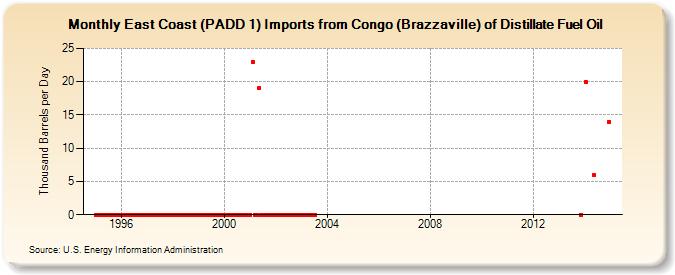 Monthly East Coast (PADD 1) Imports from Congo (Brazzaville) of Distillate Fuel Oil
Thousand Barrels per Day
25
20
15
10
5
0
1996 2000 2004 2008 2012
Source: U.S. Energy Information Administration